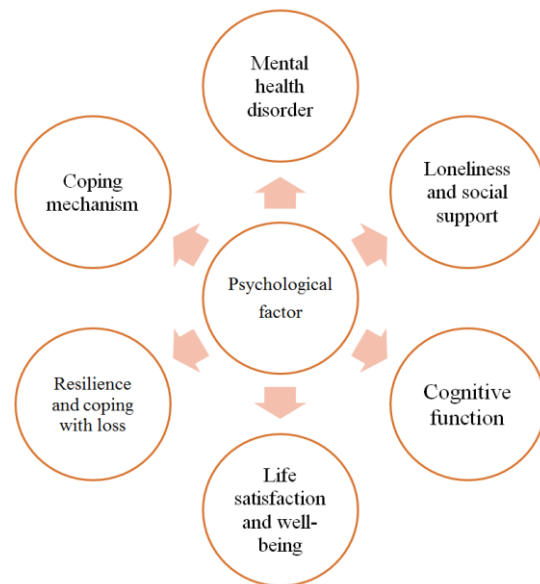 Mental
health
disorder
Loneliness
and social
support
Cognitive
function
Life
satisfaction
and well-
being
Resilience
and coping
with loss
Coping
mechanism
Psychological
factor